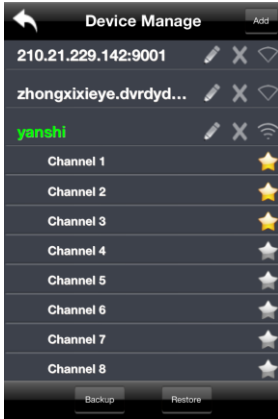 Device Manage
Add
210.21.229.142:9001
zhongxixieye.dvrdyd...
yanshi
Channel 1
Channel 2
Channel 3
Channel 4
Channel 5
Channel 6
Channel 7
Channel 8
Backup
Restore